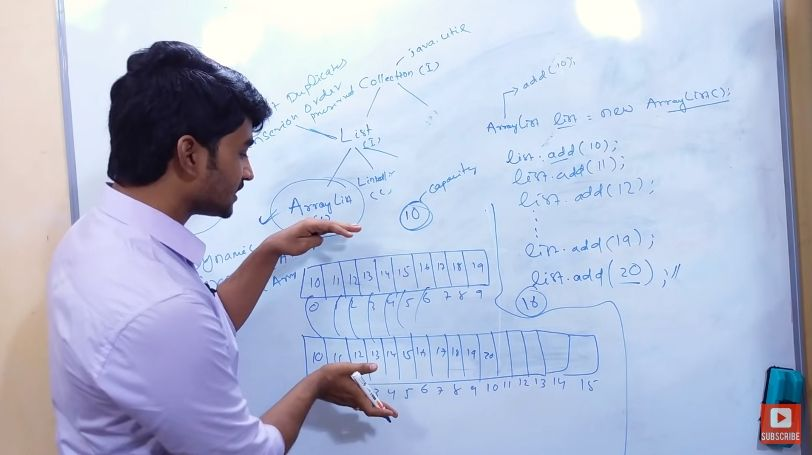 java.util
Collection (I)
Duplicates
Insertion Order
preserved
List
(I)
ArrayList
capacity
10
add(10);
ArrayList list = new ArrayList();
list.add(10);
list.add(11);
list.add(12);
list.add(19);
list.add(20);
16
10 11 12 13 14 15 16 17 18 19
0 1 2 3 4 5 6 7 8 9
10 11 12 13 14 15 16 17 18 19 20
4 5 6 7 8 9 10 11 12 13 14 15
SUBSCRIBE